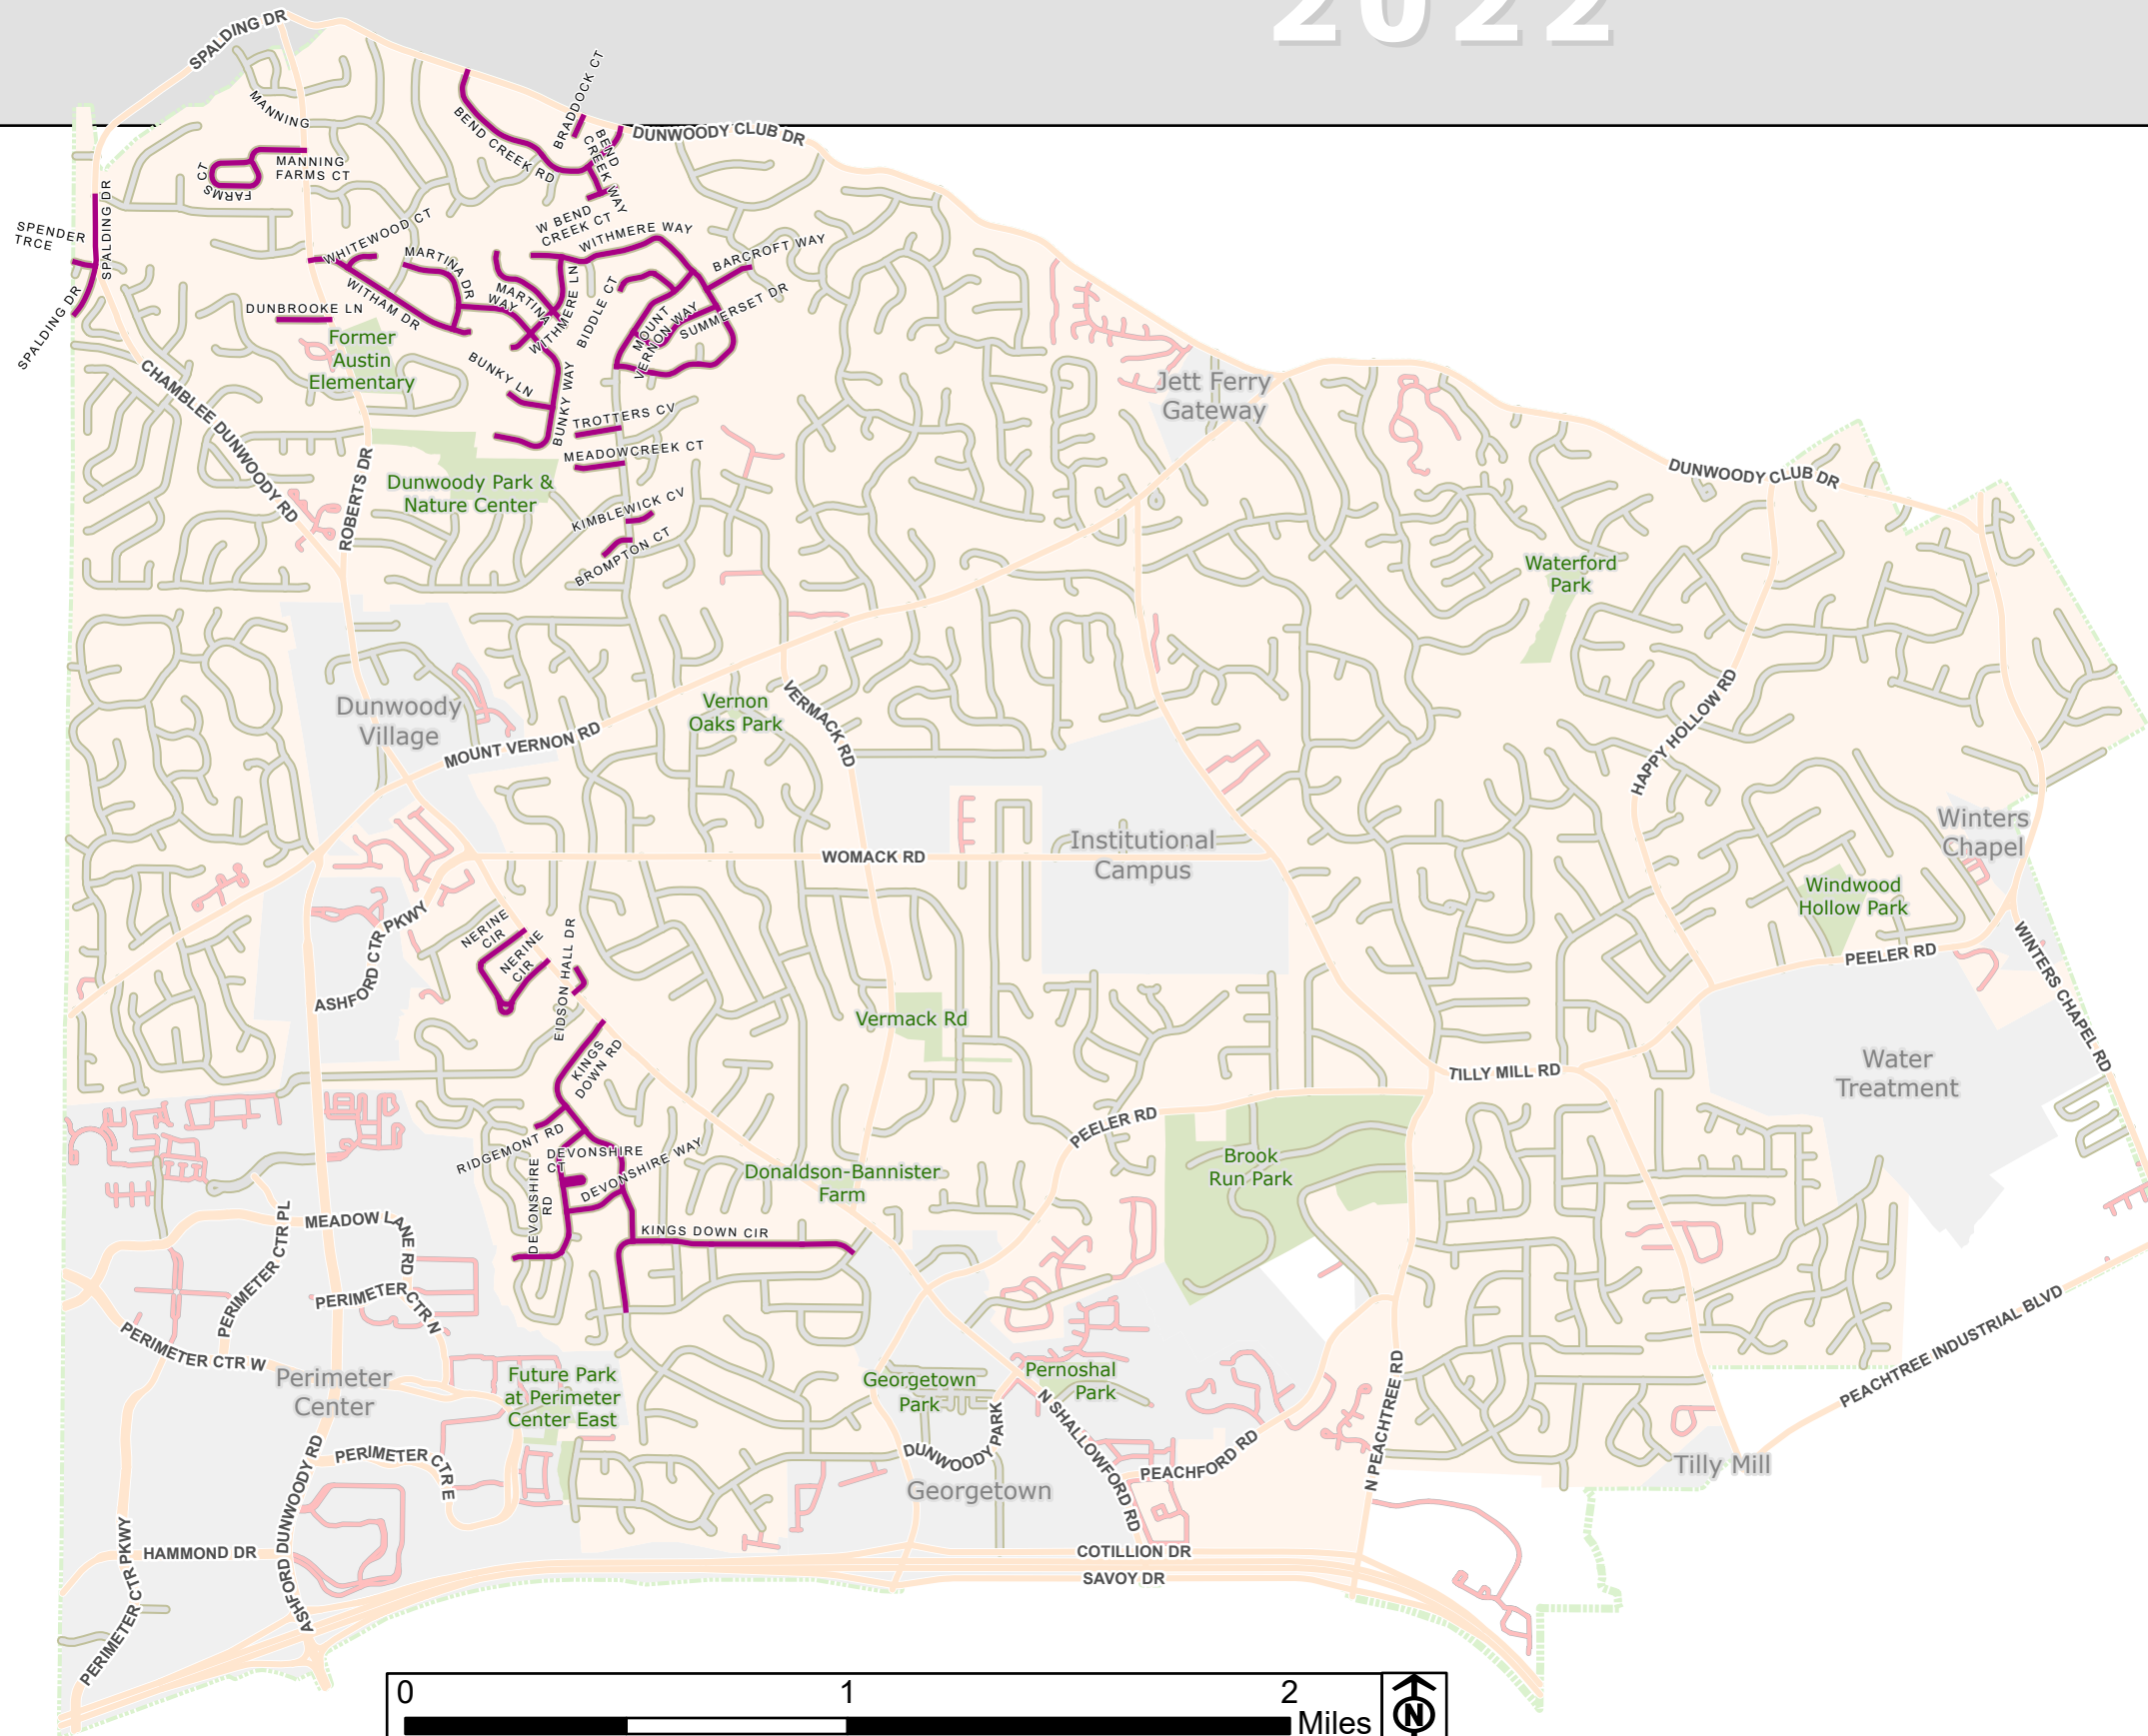 2022
SPALDING DR
MANNING
BRADDOCK CT
BEND CREEK RD
BEND
CREEK WAY
DUNWOODY CLUB DR
MANNING
FARMS CT
FARMS
CT
SPENDER
TRCE
SPALDING DR
SPALDING DR
W BEND
CREEK CT
WITHMERE WAY
BARCROFT WAY
WHITEWOOD CT
MARTINA DR
MARTINA
WAY
WITHMERE LN
BIDDLE CT
MOUNT
VERNON WAY
SUMMERSET DR
WITHAM DR
DUNBROOKE LN
Former
Austin
Elementary
BUNKY LN
BUNKY WAY
TROTTERS CV
MEADOWCREEK CT
CHAMBLEE DUNWOODY RD
ROBERTS DR
Dunwoody Park &
Nature Center
KIMBLEWICK CV
BROMPTON CT
Jett Ferry
Gateway
DUNWOODY CLUB DR
Waterford
Park
Dunwoody
Village
MOUNT VERNON RD
Vernon
Oaks Park
VERMACK RD
HAPPY HOLLOW RD
Institutional
Campus
WOMACK RD
Winters
Chapel
Windwood
Hollow Park
PEELER RD
WINTERS CHAPEL RD
ASHFORD CTR PKWY
NERINE
CIR
NERINE
CIR
EIDSON HALL DR
KINGS
DOWN RD
Vermack Rd
TILLY MILL RD
Water
Treatment
PEELER RD
Brook
Run Park
RIDGEMONT RD
DEVONSHIRE
CT
DEVONSHIRE WAY
DEVONSHIRE
RD
Donaldson-Bannister
Farm
KINGS DOWN CIR
MEADOW LANE RD
PERIMETER CTR PL
PERIMETER CTR N
PERIMETER CTR W
Perimeter
Center
PERIMETER CTR E
Future Park
at Perimeter
Center East
Georgetown
Park
Pernoshal
Park
DUNWOODY PARK
N SHALLOWFORD RD
PEACHFORD RD
N PEACHTREE RD
PEACHTREE INDUSTRIAL BLVD
Tilly Mill
Georgetown
ASHFORD DUNWOODY RD
HAMMOND DR
PERIMETER CTR PKWY
COTILLION DR
SAVOY DR
0 1 2
Miles
N